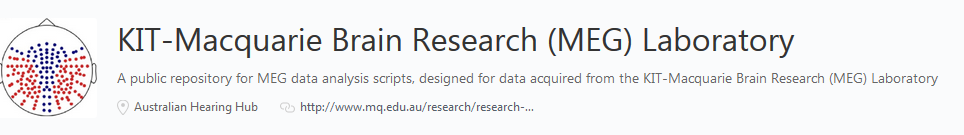 KIT-Macquarie Brain Research (MEG) Laboratory
A public repository for MEG data analysis scripts, designed for data acquired from the KIT-Macquarie Brain Research (MEG) Laboratory
Australian Hearing Hub http://www.mq.edu.au/research/research-...